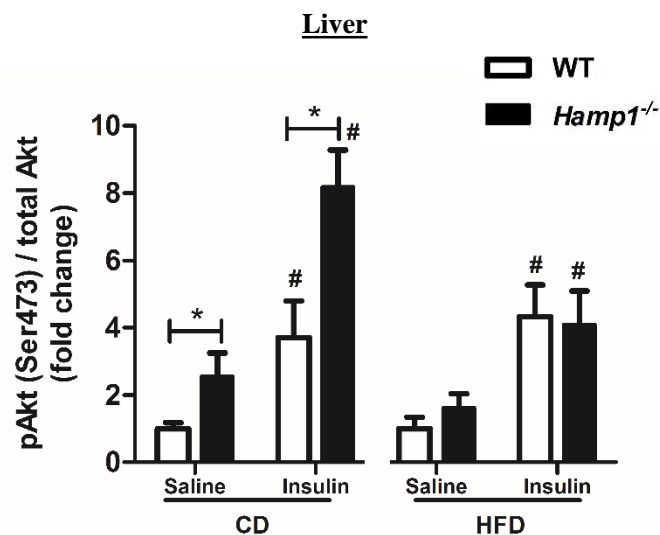 Liver
WT
Hamp1-/-
pAkt (Ser473) / total Akt
(fold change)
10
8
6
4
2
0
*
*
#
#
#
#
Saline
Insulin
Saline
Insulin
CD
HFD